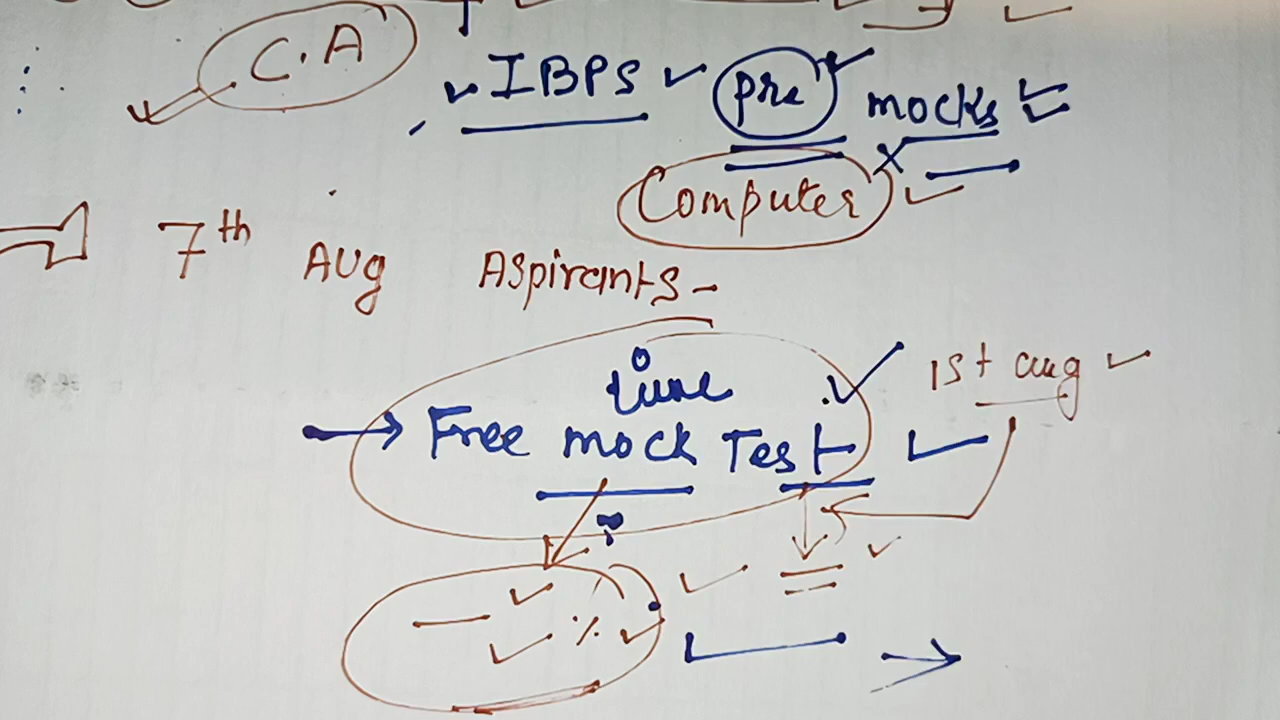 C.A
IBPS pre mocks
Computer
7th Aug Aspirants-
live
1st aug
Free mock Test
%